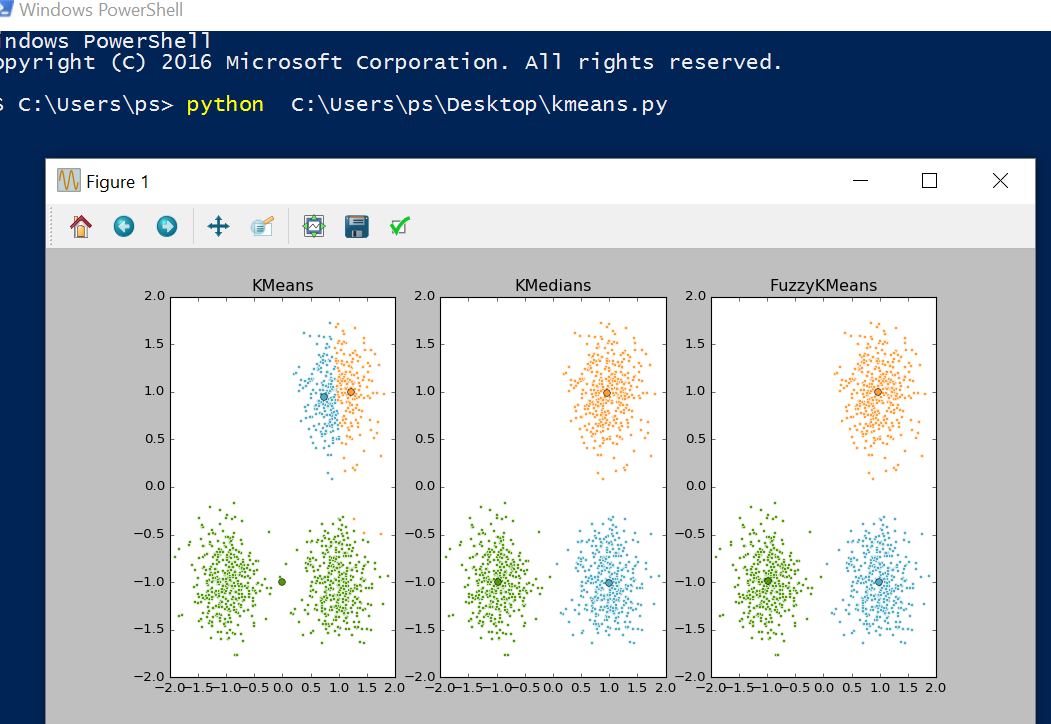 Windows PowerShell
ndows PowerShell
opyright (C) 2016 Microsoft Corporation. All rights reserved.
S C:\Users\ps> python  C:\Users\ps\Desktop\kmeans.py
Figure 1
KMeans
2.0
1.5
1.0
0.5
0.0
−0.5
−1.0
−1.5
−2.0
−2.0−1.5−1.0−0.5 0.0 0.5 1.0 1.5 2.0
KMedians
2.0
1.5
1.0
0.5
0.0
−0.5
−1.0
−1.5
−2.0
−2.0−1.5−1.0−0.5 0.0 0.5 1.0 1.5 2.0
FuzzyKMeans
2.0
1.5
1.0
0.5
0.0
−0.5
−1.0
−1.5
−2.0
−2.0−1.5−1.0−0.5 0.0 0.5 1.0 1.5 2.0